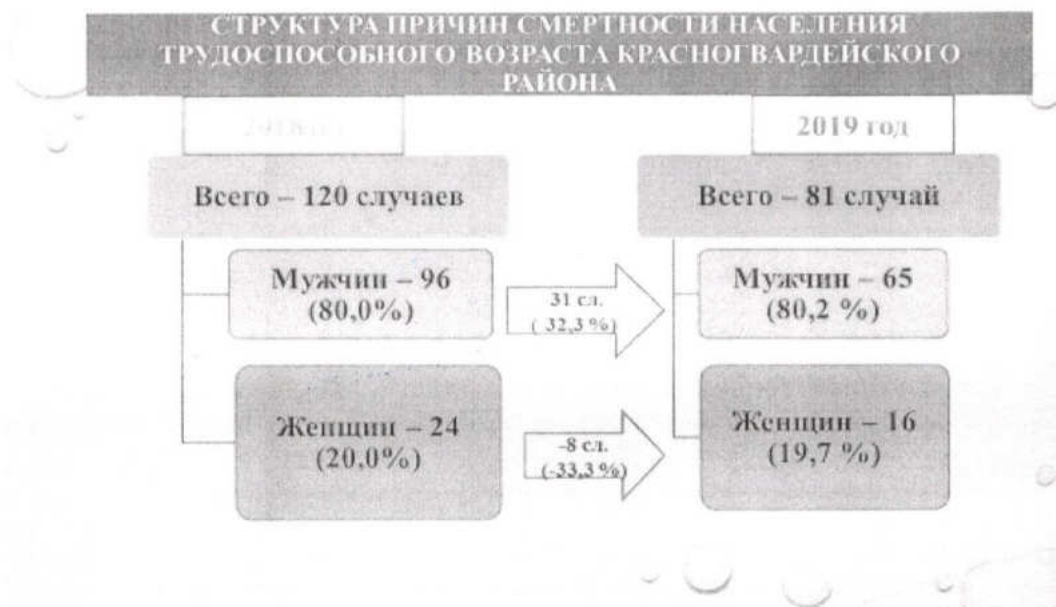 СТРУКТУРА ПРИЧИН СМЕРТНОСТИ НАСЕЛЕНИЯ
ТРУДОСПОСОБНОГО ВОЗРАСТА КРАСНОГВАРДЕЙСКОГО
РАЙОНА
2018
2019 год
Всего – 120 случаев
Всего – 81 случай
Мужчин – 96
(80,0%)
31 сл.
( 32,3 %)
Мужчин – 65
(80,2 %)
Женщин – 24
(20,0%)
-8 сл.
(-33,3 %)
Женщин – 16
(19,7 %)